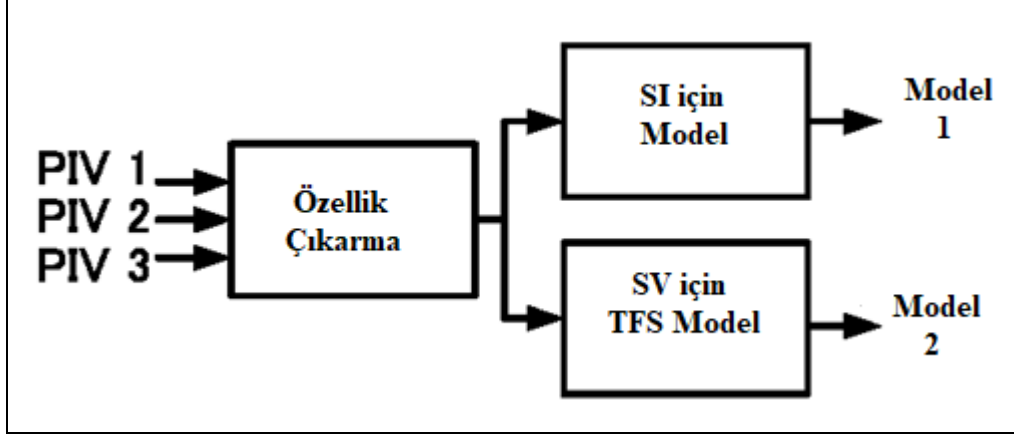 PIV 1
PIV 2
PIV 3
Özellik
Çıkarma
SI için
Model
Model
1
SV için
TFS Model
Model
2